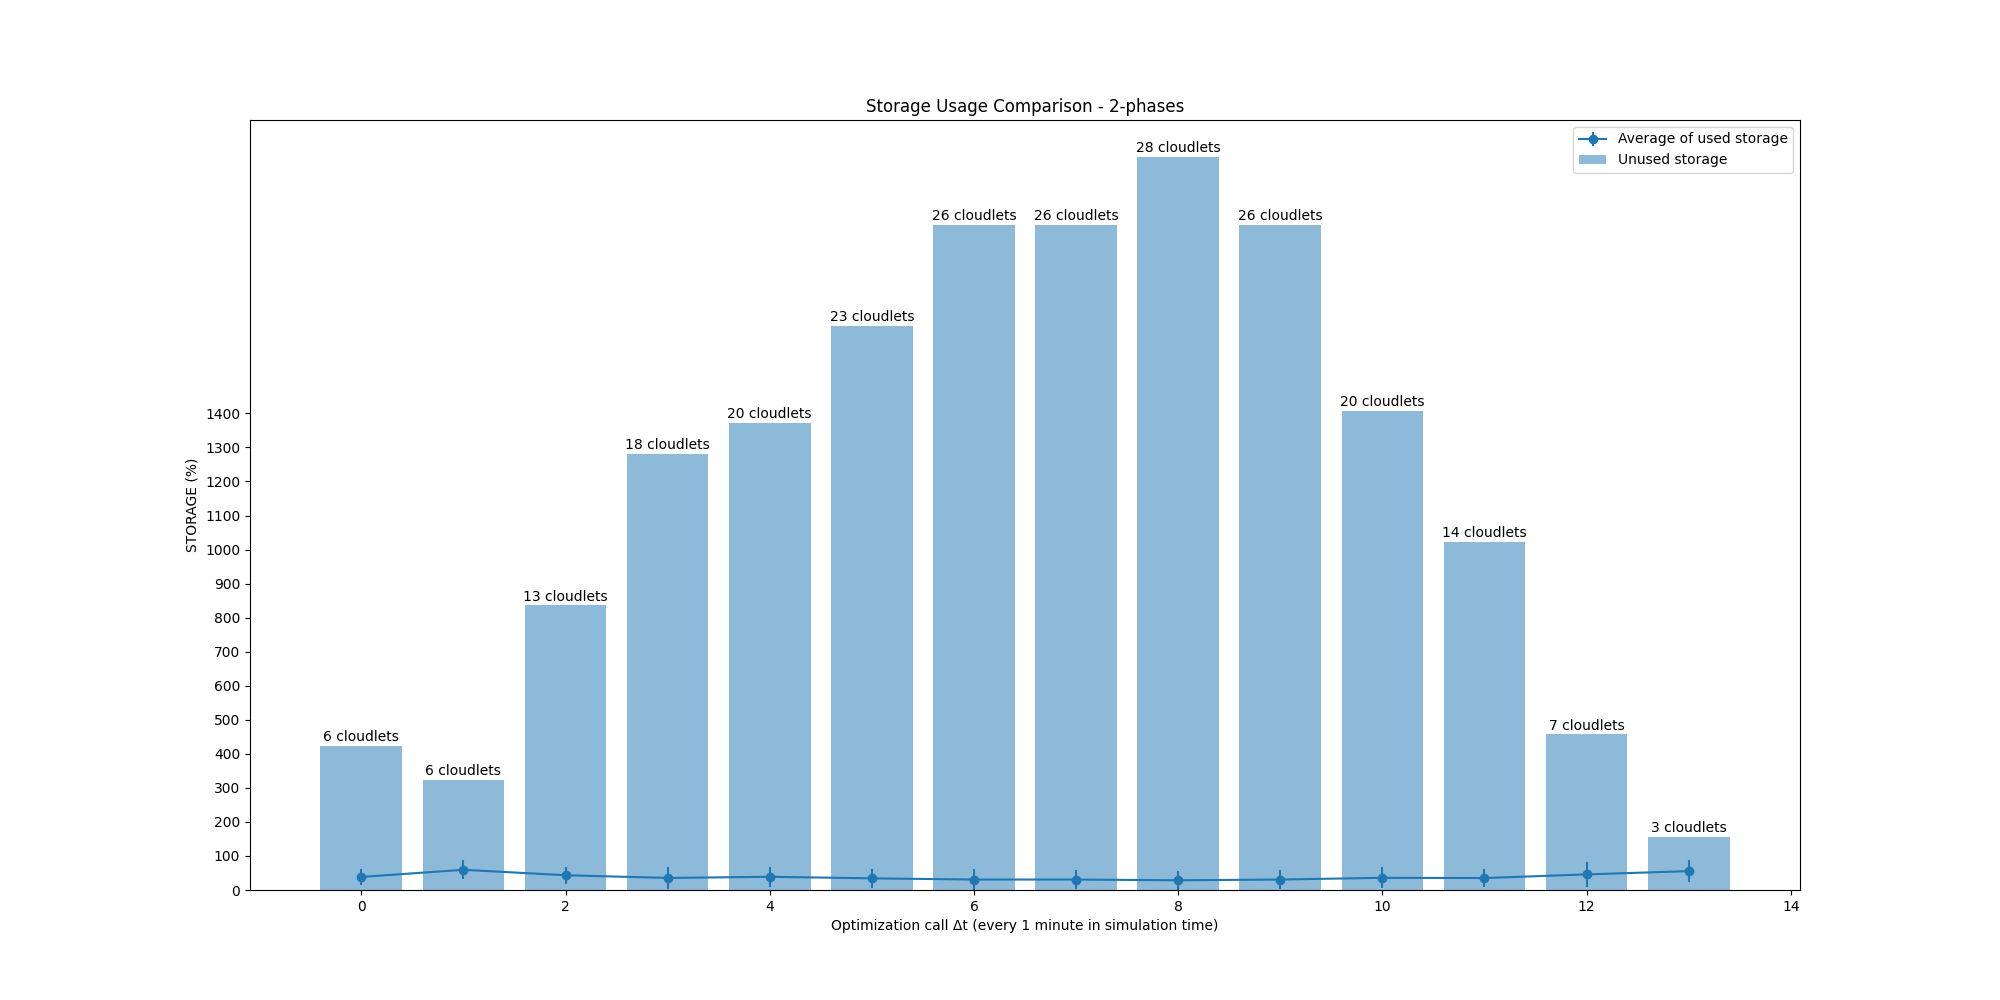 Storage Usage Comparison - 2-phases
Average of used storage
Unused storage
28 cloudlets
26 cloudlets
26 cloudlets
26 cloudlets
23 cloudlets
20 cloudlets
20 cloudlets
18 cloudlets
14 cloudlets
13 cloudlets
6 cloudlets
7 cloudlets
6 cloudlets
3 cloudlets
STORAGE (%)
1400
1300
1200
1100
1000
900
800
700
600
500
400
300
200
100
0
0 2 4 6 8 10 12 14
Optimization call Δt (every 1 minute in simulation time)